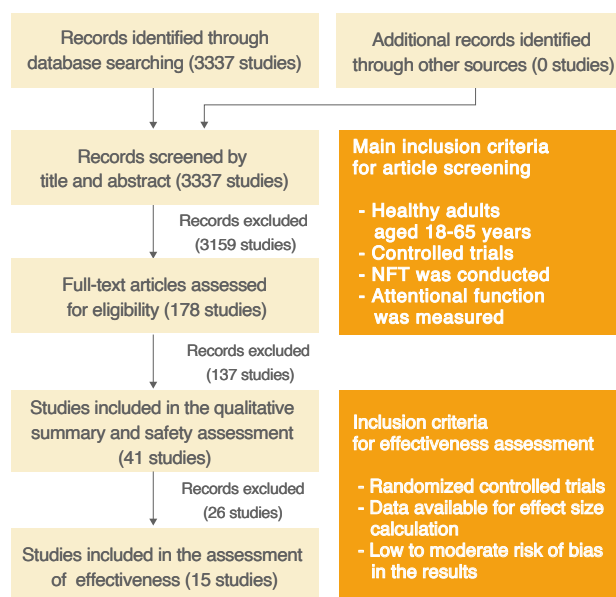 Records identified through
database searching (3337 studies)
Additional records identified
through other sources (0 studies)
Records screened by
title and abstract (3337 studies)
Main inclusion criteria
for article screening
- Healthy adults
aged 18-65 years
- Controlled trials
- NFT was conducted
- Attentional function
was measured
Records excluded
(3159 studies)
Full-text articles assessed
for eligibility (178 studies)
Records excluded
(137 studies)
Studies included in the qualitative
summary and safety assessment
(41 studies)
Inclusion criteria
for effectiveness assessment
- Randomized controlled trials
- Data available for effect size
calculation
- Low to moderate risk of bias
in the results
Records excluded
(26 studies)
Studies included in the assessment
of effectiveness (15 studies)